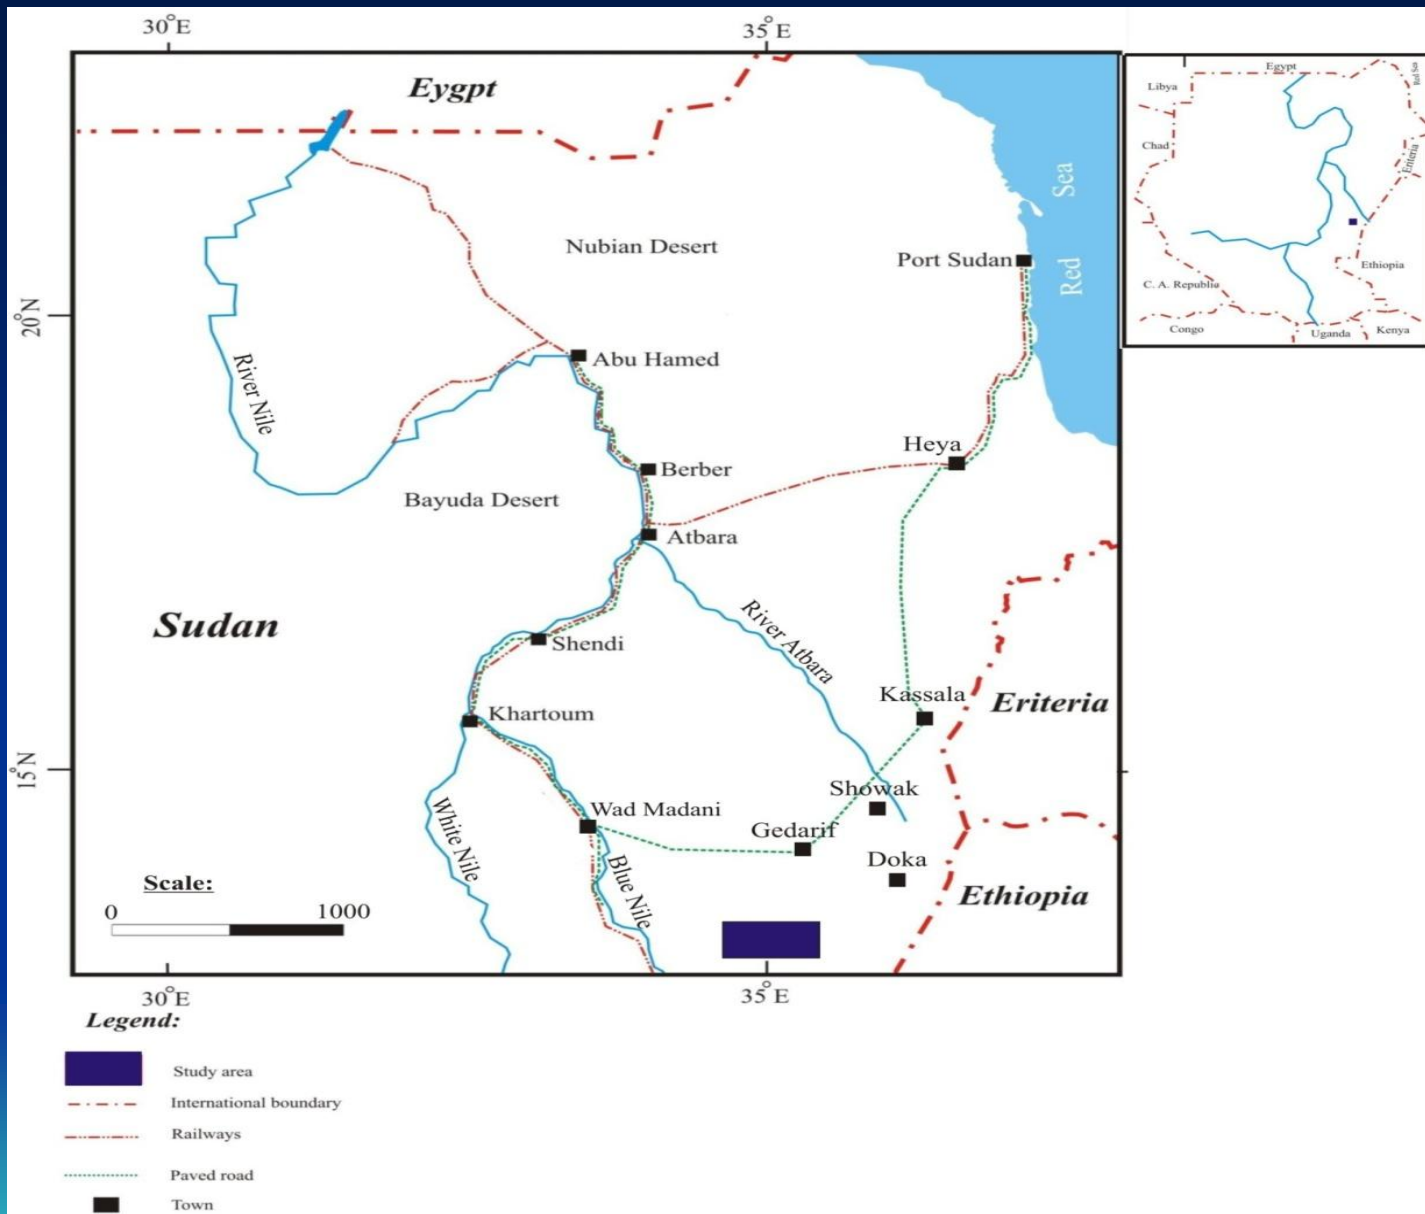 30°E
35°E
Eygpt
Nubian Desert
Red Sea
Port Sudan
20°N
Abu Hamed
River Nile
Heya
Berber
Bayuda Desert
Atbara
Sudan
River Atbara
Shendi
Kassala
Eriteria
Khartoum
15°N
Showak
Wad Madani
Gedarif
White Nile
Blue Nile
Doka
Ethiopia
Scale:
0 1000
30°E
35°E
Legend:
Study area
International boundary
Railways
Paved road
Town
Egypt
Libya
Red Sea
Chad
Enteria
Ethiopia
C. A. Republic
Congo
Uganda
Kenya